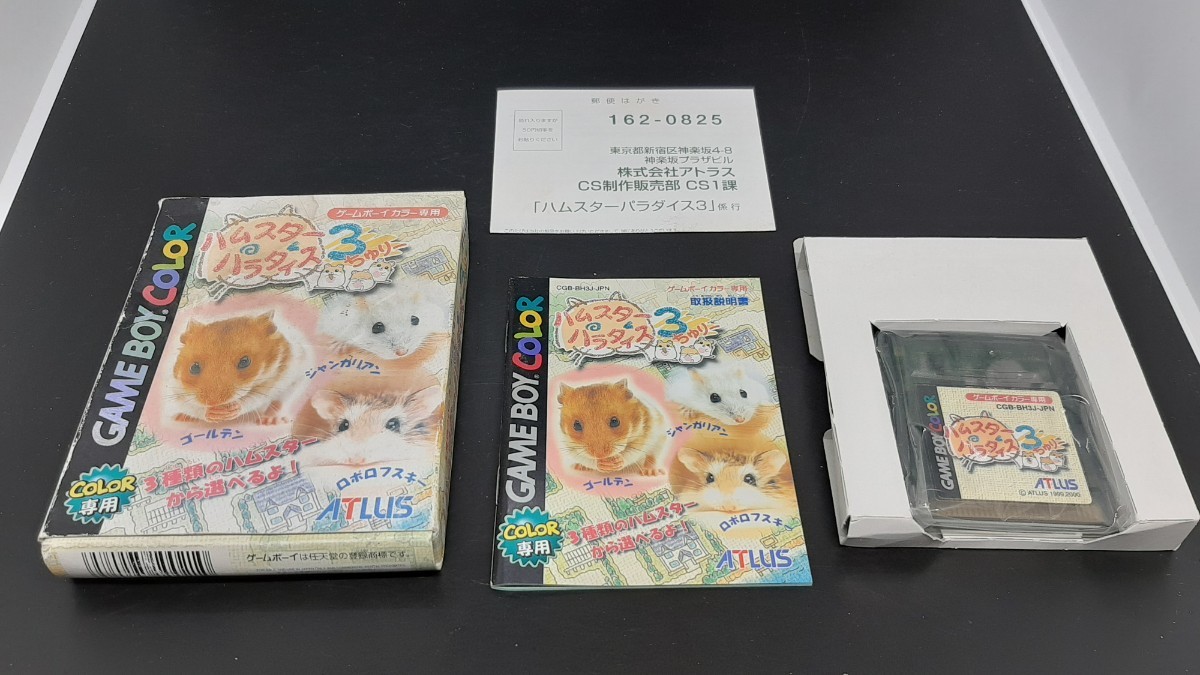 郵便はがき
162-0825
東京都新宿区神楽坂4-8
神楽坂プラザビル
株式会社アトラス
CS制作販売部 CS1課
「ハムスターパラダイス3」係行
GAME BOY COLOR
ゲームボーイカラー専用
ハムスター
パラダイス3
ちゅりー
ジャンガリアン
ゴールデン
ロボロフスキー
3種類のハムスター
から選べるよ!
COLOR
専用
ATLUS
ゲームボーイは任天堂の登録商標です。
GAME BOY COLOR
CGB-BH3J-JPN
ゲームボーイカラー専用
取扱説明書
ハムスター
パラダイス3
ちゅりー
ジャンガリアン
ゴールデン
ロボロフスキー
3種類のハムスター
から選べるよ!
COLOR
専用
ATLUS
GAME BOY COLOR
ゲームボーイカラー専用
CGB-BH3J-JPN
ハムスター
パラダイス3
ちゅりー
ATLUS
© ATLUS 1999,2000